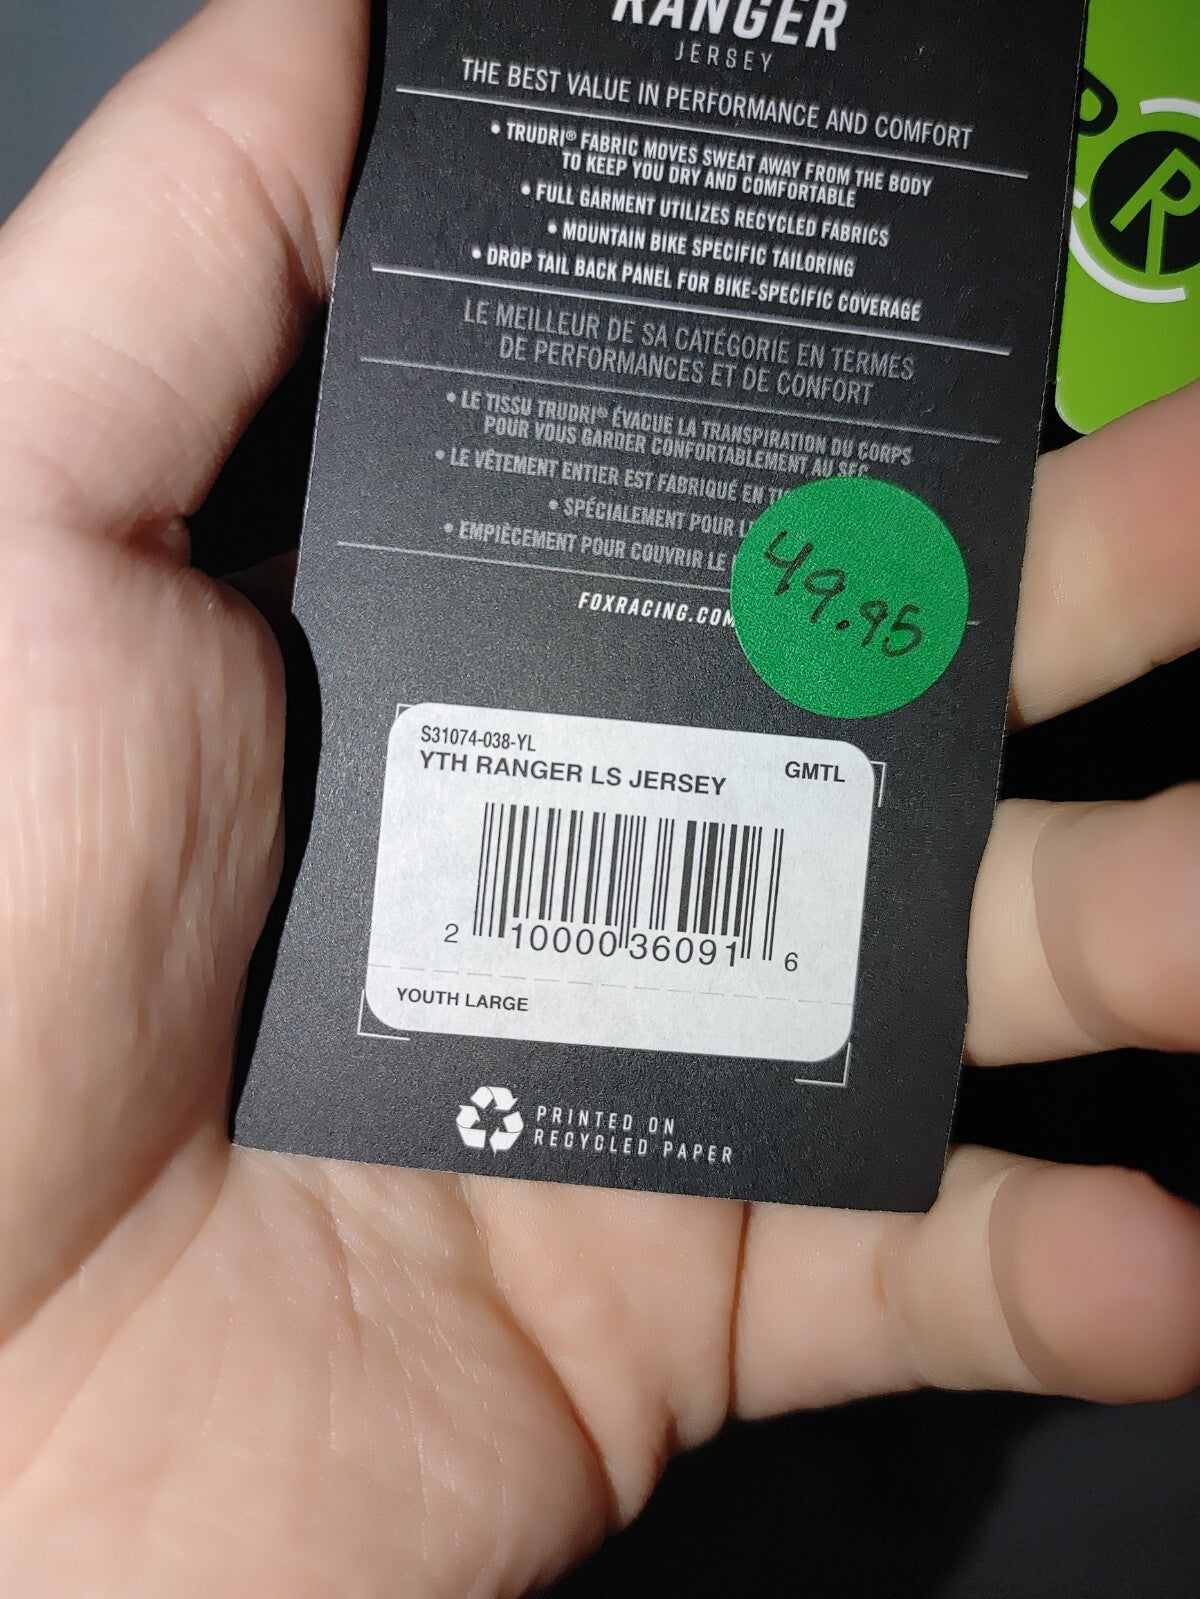 RANGER
JERSEY
THE BEST VALUE IN PERFORMANCE AND COMFORT
• TRUDRI® FABRIC MOVES SWEAT AWAY FROM THE BODY
TO KEEP YOU DRY AND COMFORTABLE
• FULL GARMENT UTILIZES RECYCLED FABRICS
• MOUNTAIN BIKE SPECIFIC TAILORING
• DROP TAIL BACK PANEL FOR BIKE-SPECIFIC COVERAGE
LE MEILLEUR DE SA CATÉGORIE EN TERMES
DE PERFORMANCES ET DE CONFORT
• LE TISSU TRUDRI® ÉVACUE LA TRANSPIRATION DU CORPS
POUR VOUS GARDER CONFORTABLEMENT AU SEC
• LE VÊTEMENT ENTIER EST FABRIQUÉ EN
• SPÉCIALEMENT POUR
• EMPIÈCEMENT POUR COUVRIR LE
49.95
FOXRACING.COM
S31074-038-YL
YTH RANGER LS JERSEY
GMTL
2 10000 36091 6
YOUTH LARGE
PRINTED ON
RECYCLED PAPER